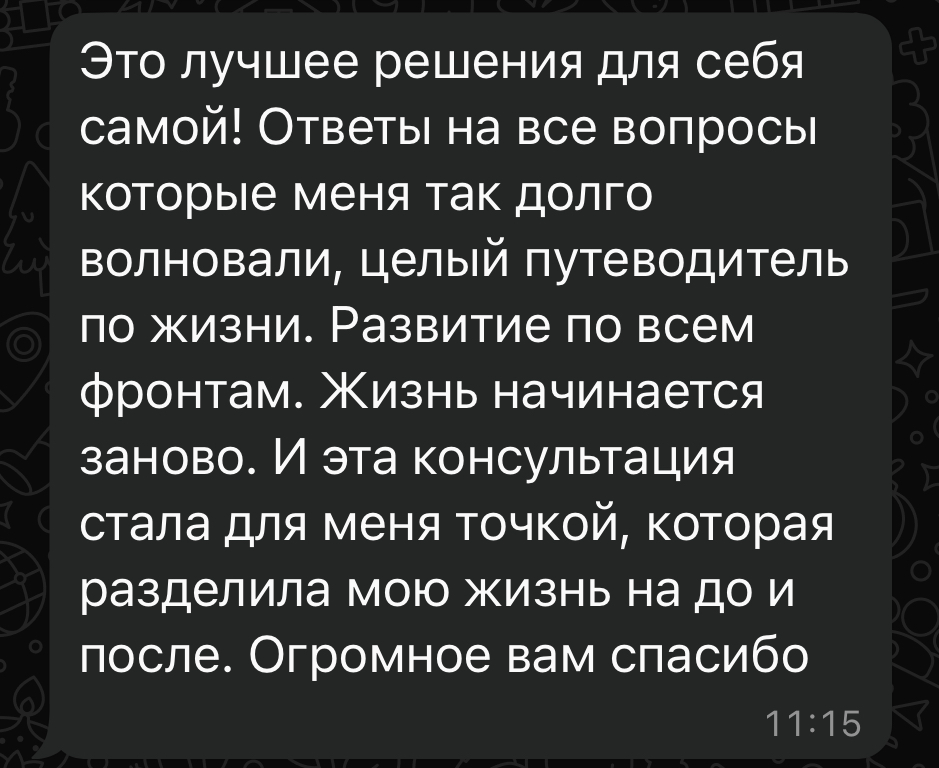 Это лучшее решения для себя
самой! Ответы на все вопросы
которые меня так долго
волновали, целый путеводитель
по жизни. Развитие по всем
фронтам. Жизнь начинается
заново. И эта консультация
стала для меня точкой, которая
разделила мою жизнь на до и
после. Огромное вам спасибо
11:15